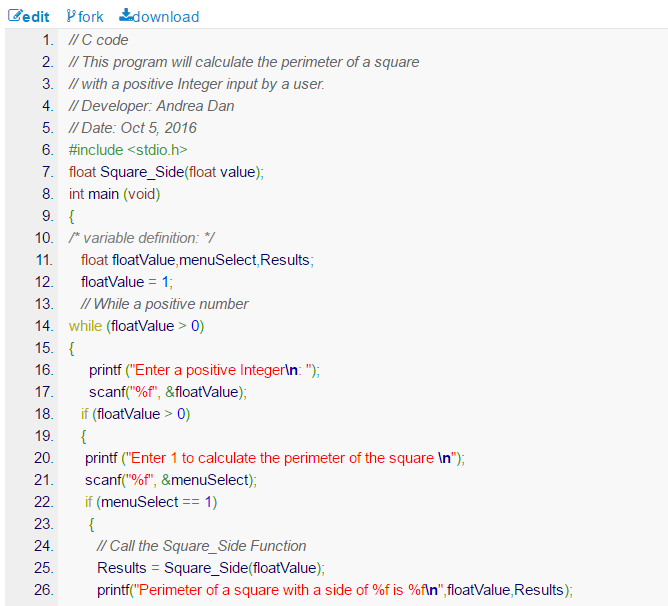 edit fork download
1. // C code
2. // This program will calculate the perimeter of a square
3. // with a positive Integer input by a user.
4. // Developer: Andrea Dan
5. // Date: Oct 5, 2016
6. #include <stdio.h>
7. float Square_Side(float value);
8. int main (void)
9. {
10. /* variable definition: */
11. float floatValue,menuSelect,Results;
12. floatValue = 1;
13. // While a positive number
14. while (floatValue > 0)
15. {
16. printf ("Enter a positive Integer\n: ");
17. scanf("%f", &floatValue);
18. if (floatValue > 0)
19. {
20. printf ("Enter 1 to calculate the perimeter of the square \n");
21. scanf("%f", &menuSelect);
22. if (menuSelect == 1)
23. {
24. // Call the Square_Side Function
25. Results = Square_Side(floatValue);
26. printf("Perimeter of a square with a side of %f is %f\n",floatValue,Results);